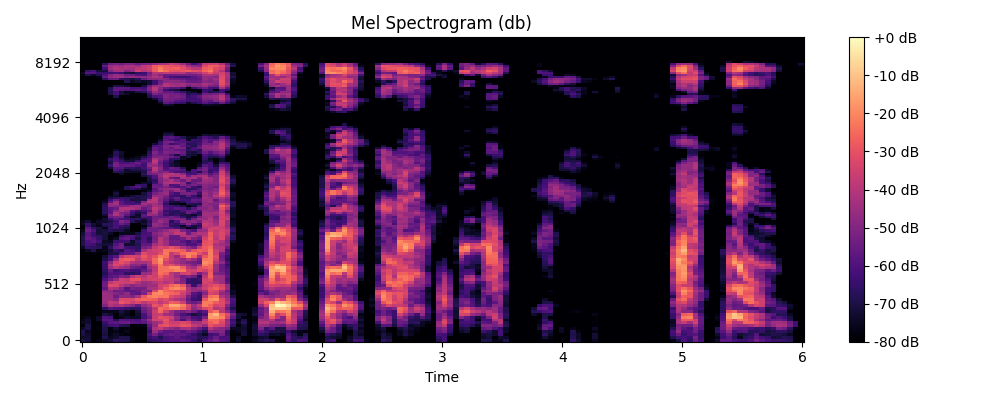 Mel Spectrogram (db)
Hz
8192
4096
2048
1024
512
0
0 1 2 3 4 5 6
Time
+0 dB
-10 dB
-20 dB
-30 dB
-40 dB
-50 dB
-60 dB
-70 dB
-80 dB